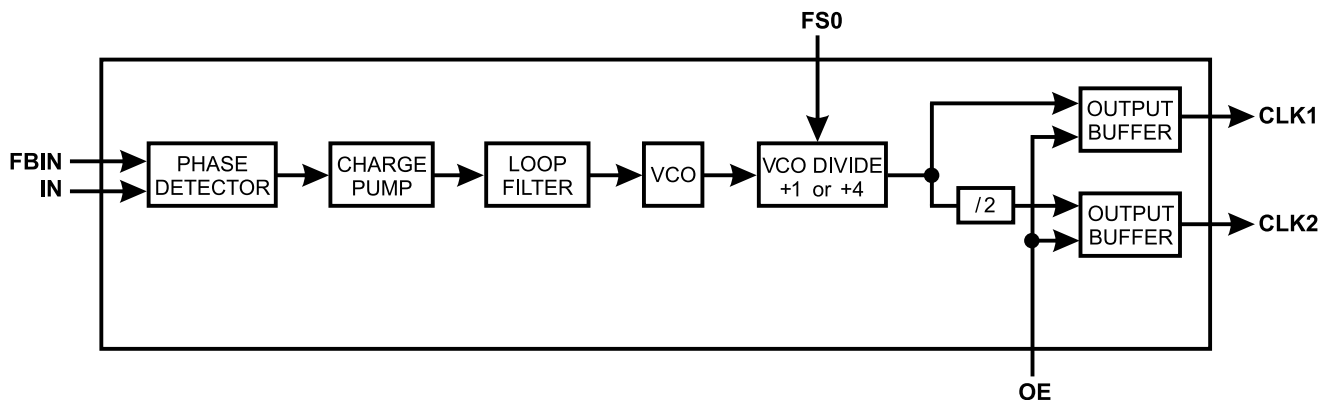 FS0
FBIN
IN
PHASE
DETECTOR
CHARGE
PUMP
LOOP
FILTER
VCO
VCO DIVIDE
+1 or +4
/2
OUTPUT
BUFFER
CLK1
OUTPUT
BUFFER
CLK2
OE